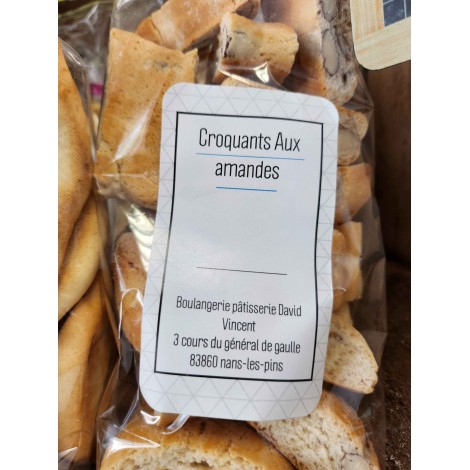 Croquants Aux
amandes
Boulangerie pâtisserie David
Vincent
3 cours du général de gaulle
83860 nans-les-pins